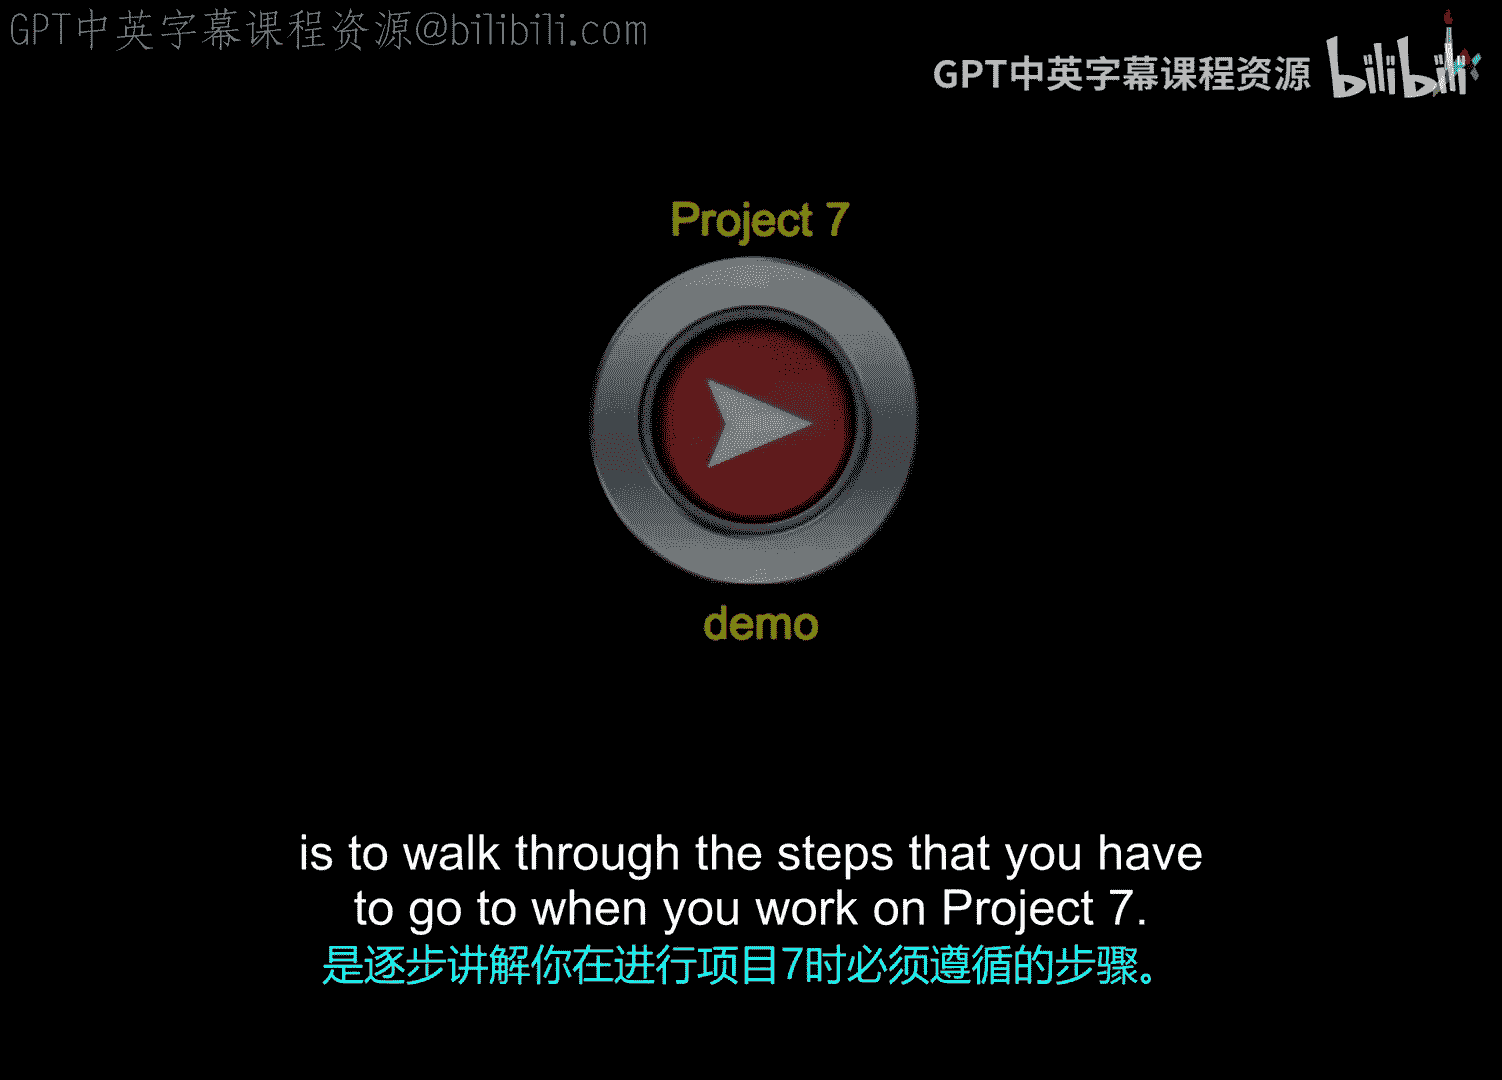 GPT中英字幕课程资源@bilibili.com
GPT中英字幕课程资源 bilibili
Project 7
demo
is to walk through the steps that you have
to go to when you work on Project 7.
是逐步讲解你在进行项目7时必须遵循的步骤。